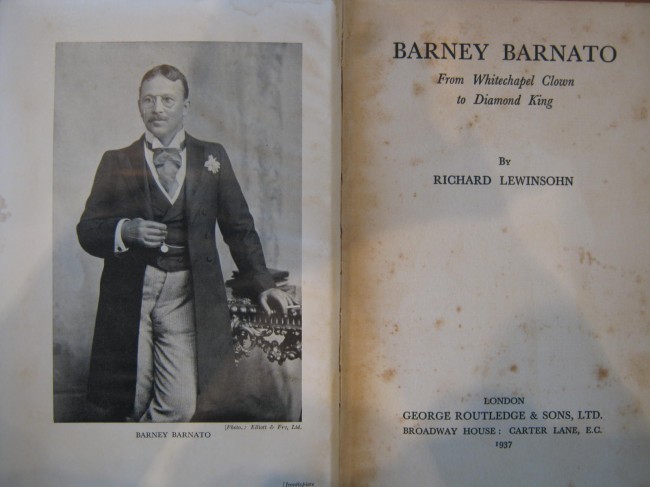 [Photo: Elliott & Fry, Ltd.
BARNEY BARNATO
[frontispiece
BARNEY BARNATO
From Whitechapel Clown
to Diamond King
By
RICHARD LEWINSOHN
LONDON
GEORGE ROUTLEDGE & SONS, LTD.
BROADWAY HOUSE: CARTER LANE, E.C.
1937